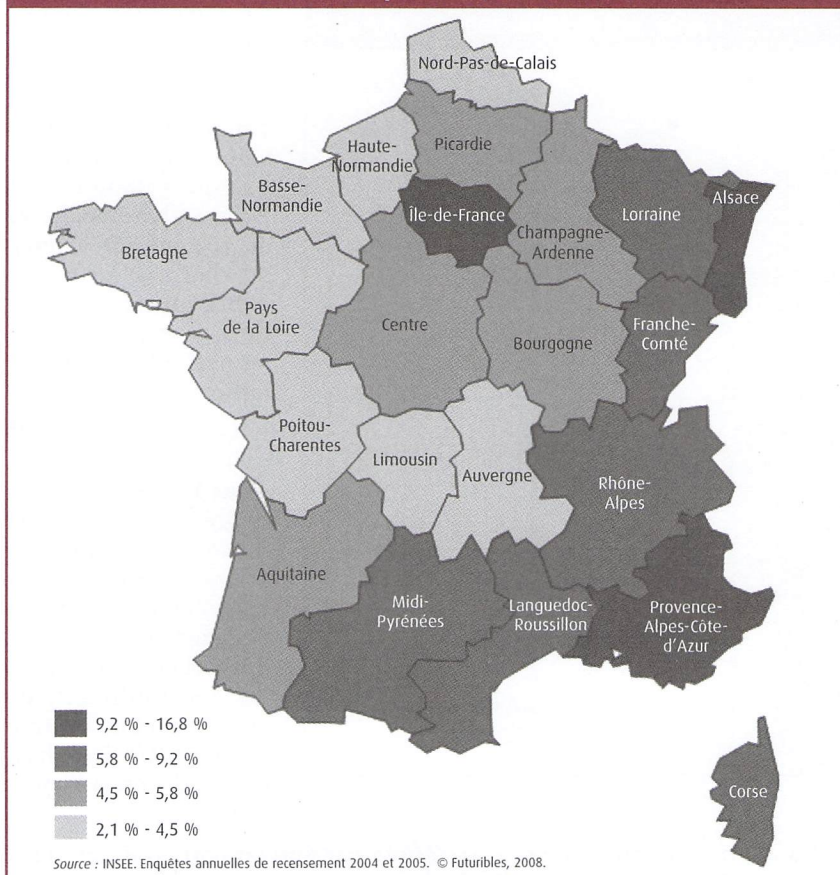 Nord-Pas-de-Calais
Haute-
Normandie
Picardie
Basse-
Normandie
Île-de-France
Champagne-
Ardenne
Lorraine
Alsace
Bretagne
Pays
de la Loire
Centre
Bourgogne
Franche-
Comté
Poitou-
Charentes
Limousin
Auvergne
Rhône-
Alpes
Aquitaine
Midi-
Pyrénées
Languedoc-
Roussillon
Provence-
Alpes-Côte-
d'Azur
Corse
9,2 % - 16,8 %
5,8 % - 9,2 %
4,5 % - 5,8 %
2,1 % - 4,5 %
Source : INSEE. Enquêtes annuelles de recensement 2004 et 2005. © Futuribles, 2008.